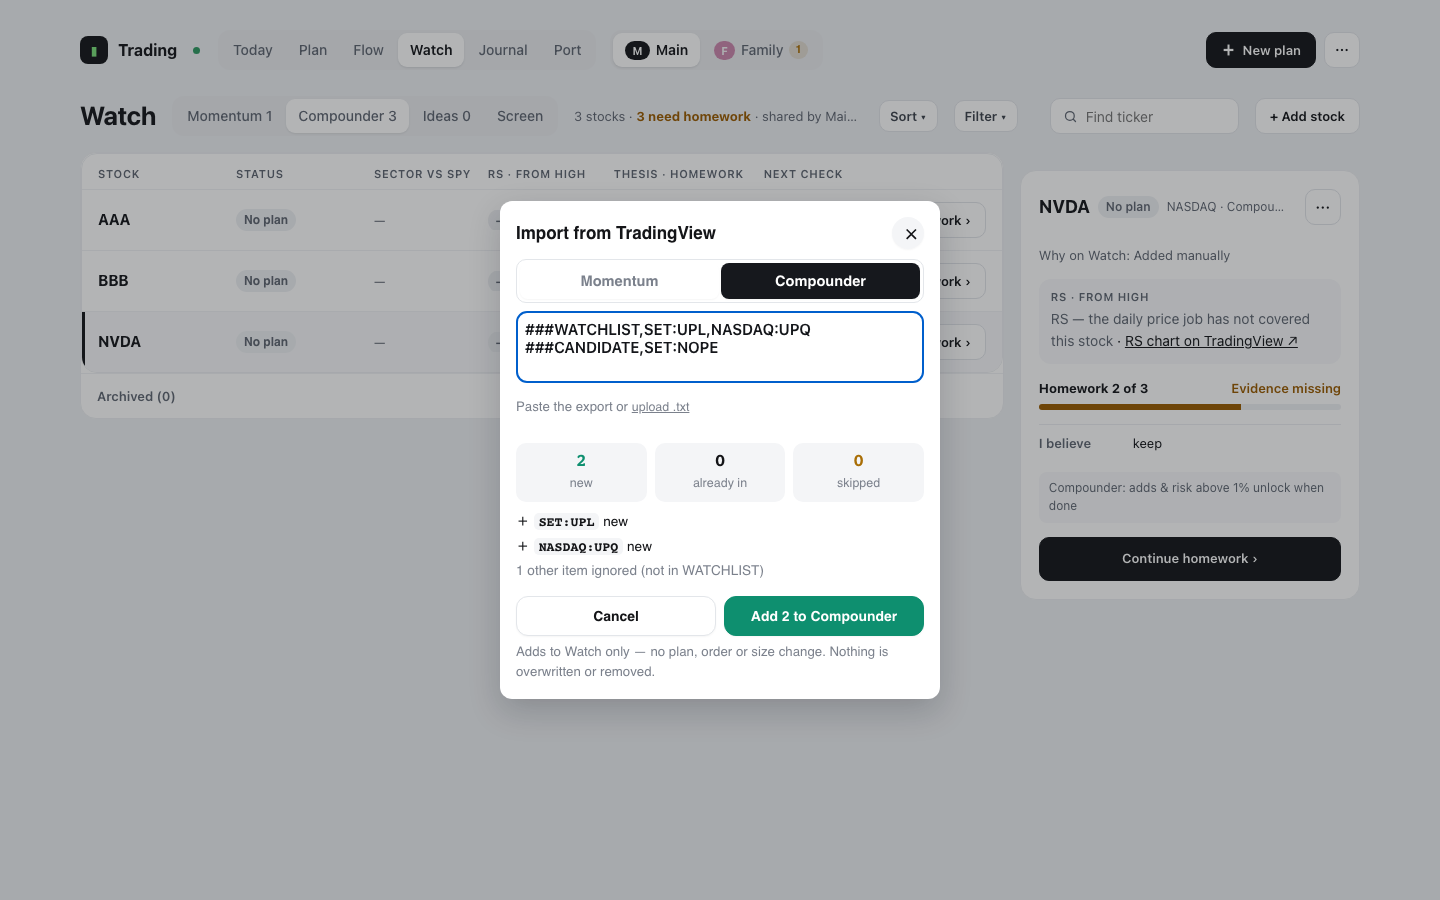 Trading
Today
Plan
Flow
Watch
Journal
Port
M Main
F Family 1
+ New plan
Watch
Momentum 1
Compounder 3
Ideas 0
Screen
3 stocks · 3 need homework · shared by Mai...
Sort
Filter
Find ticker
+ Add stock
STOCK
STATUS
SECTOR VS SPY
RS · FROM HIGH
THESIS · HOMEWORK
NEXT CHECK
AAA
No plan
—
BBB
No plan
—
NVDA
No plan
—
Archived (0)
Import from TradingView
Momentum
Compounder
###WATCHLIST,SET:UPL,NASDAQ:UPQ
###CANDIDATE,SET:NOPE
Paste the export or upload .txt
2
new
0
already in
0
skipped
+ SET:UPL new
+ NASDAQ:UPQ new
1 other item ignored (not in WATCHLIST)
Cancel
Add 2 to Compounder
Adds to Watch only — no plan, order or size change. Nothing is
overwritten or removed.
NVDA
No plan
NASDAQ · Compou...
Why on Watch: Added manually
RS · FROM HIGH
RS — the daily price job has not covered
this stock · RS chart on TradingView ↗
Homework 2 of 3
Evidence missing
I believe
keep
Compounder: adds & risk above 1% unlock when
done
Continue homework ›